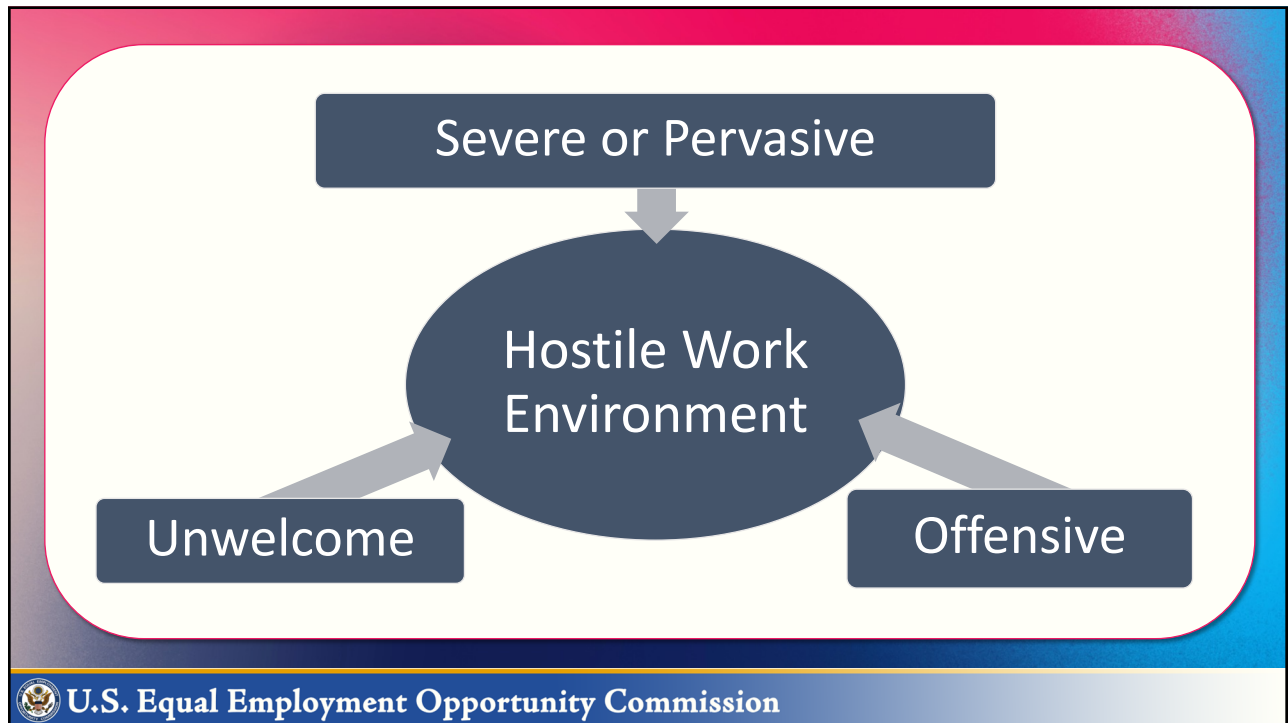 Severe or Pervasive
Hostile Work
Environment
Unwelcome
Offensive
U.S. Equal Employment Opportunity Commission